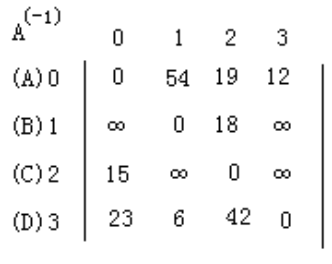 A(-1) 0 1 2 3
(A)0 0 54 19 12
(B)1 ∞ 0 18 ∞
(C)2 15 ∞ 0 ∞
(D)3 23 6 42 0